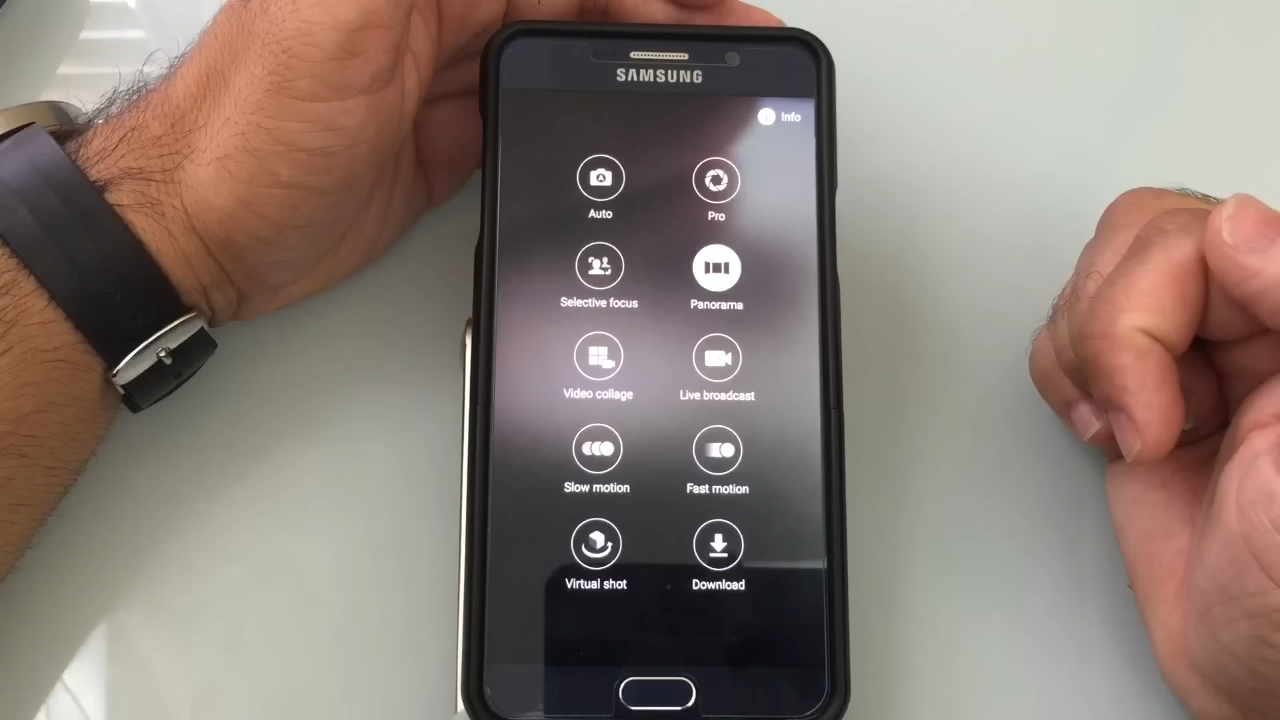 SAMSUNG
Info
Auto
Pro
Selective focus
Panorama
Video collage
Live broadcast
Slow motion
Fast motion
Virtual shot
Download